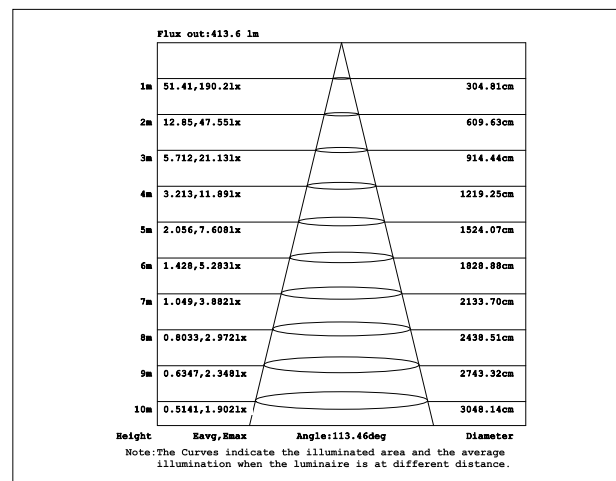 Flux out:413.6 lm
1m 51.41,190.2lx 304.81cm
2m 12.85,47.55lx 609.63cm
3m 5.712,21.13lx 914.44cm
4m 3.213,11.89lx 1219.25cm
5m 2.056,7.608lx 1524.07cm
6m 1.428,5.283lx 1828.88cm
7m 1.049,3.882lx 2133.70cm
8m 0.8033,2.972lx 2438.51cm
9m 0.6347,2.348lx 2743.32cm
10m 0.5141,1.902lx 3048.14cm
Height Eavg,Emax Angle:113.46deg Diameter
Note:The Curves indicate the illuminated area and the average
illumination when the luminaire is at different distance.